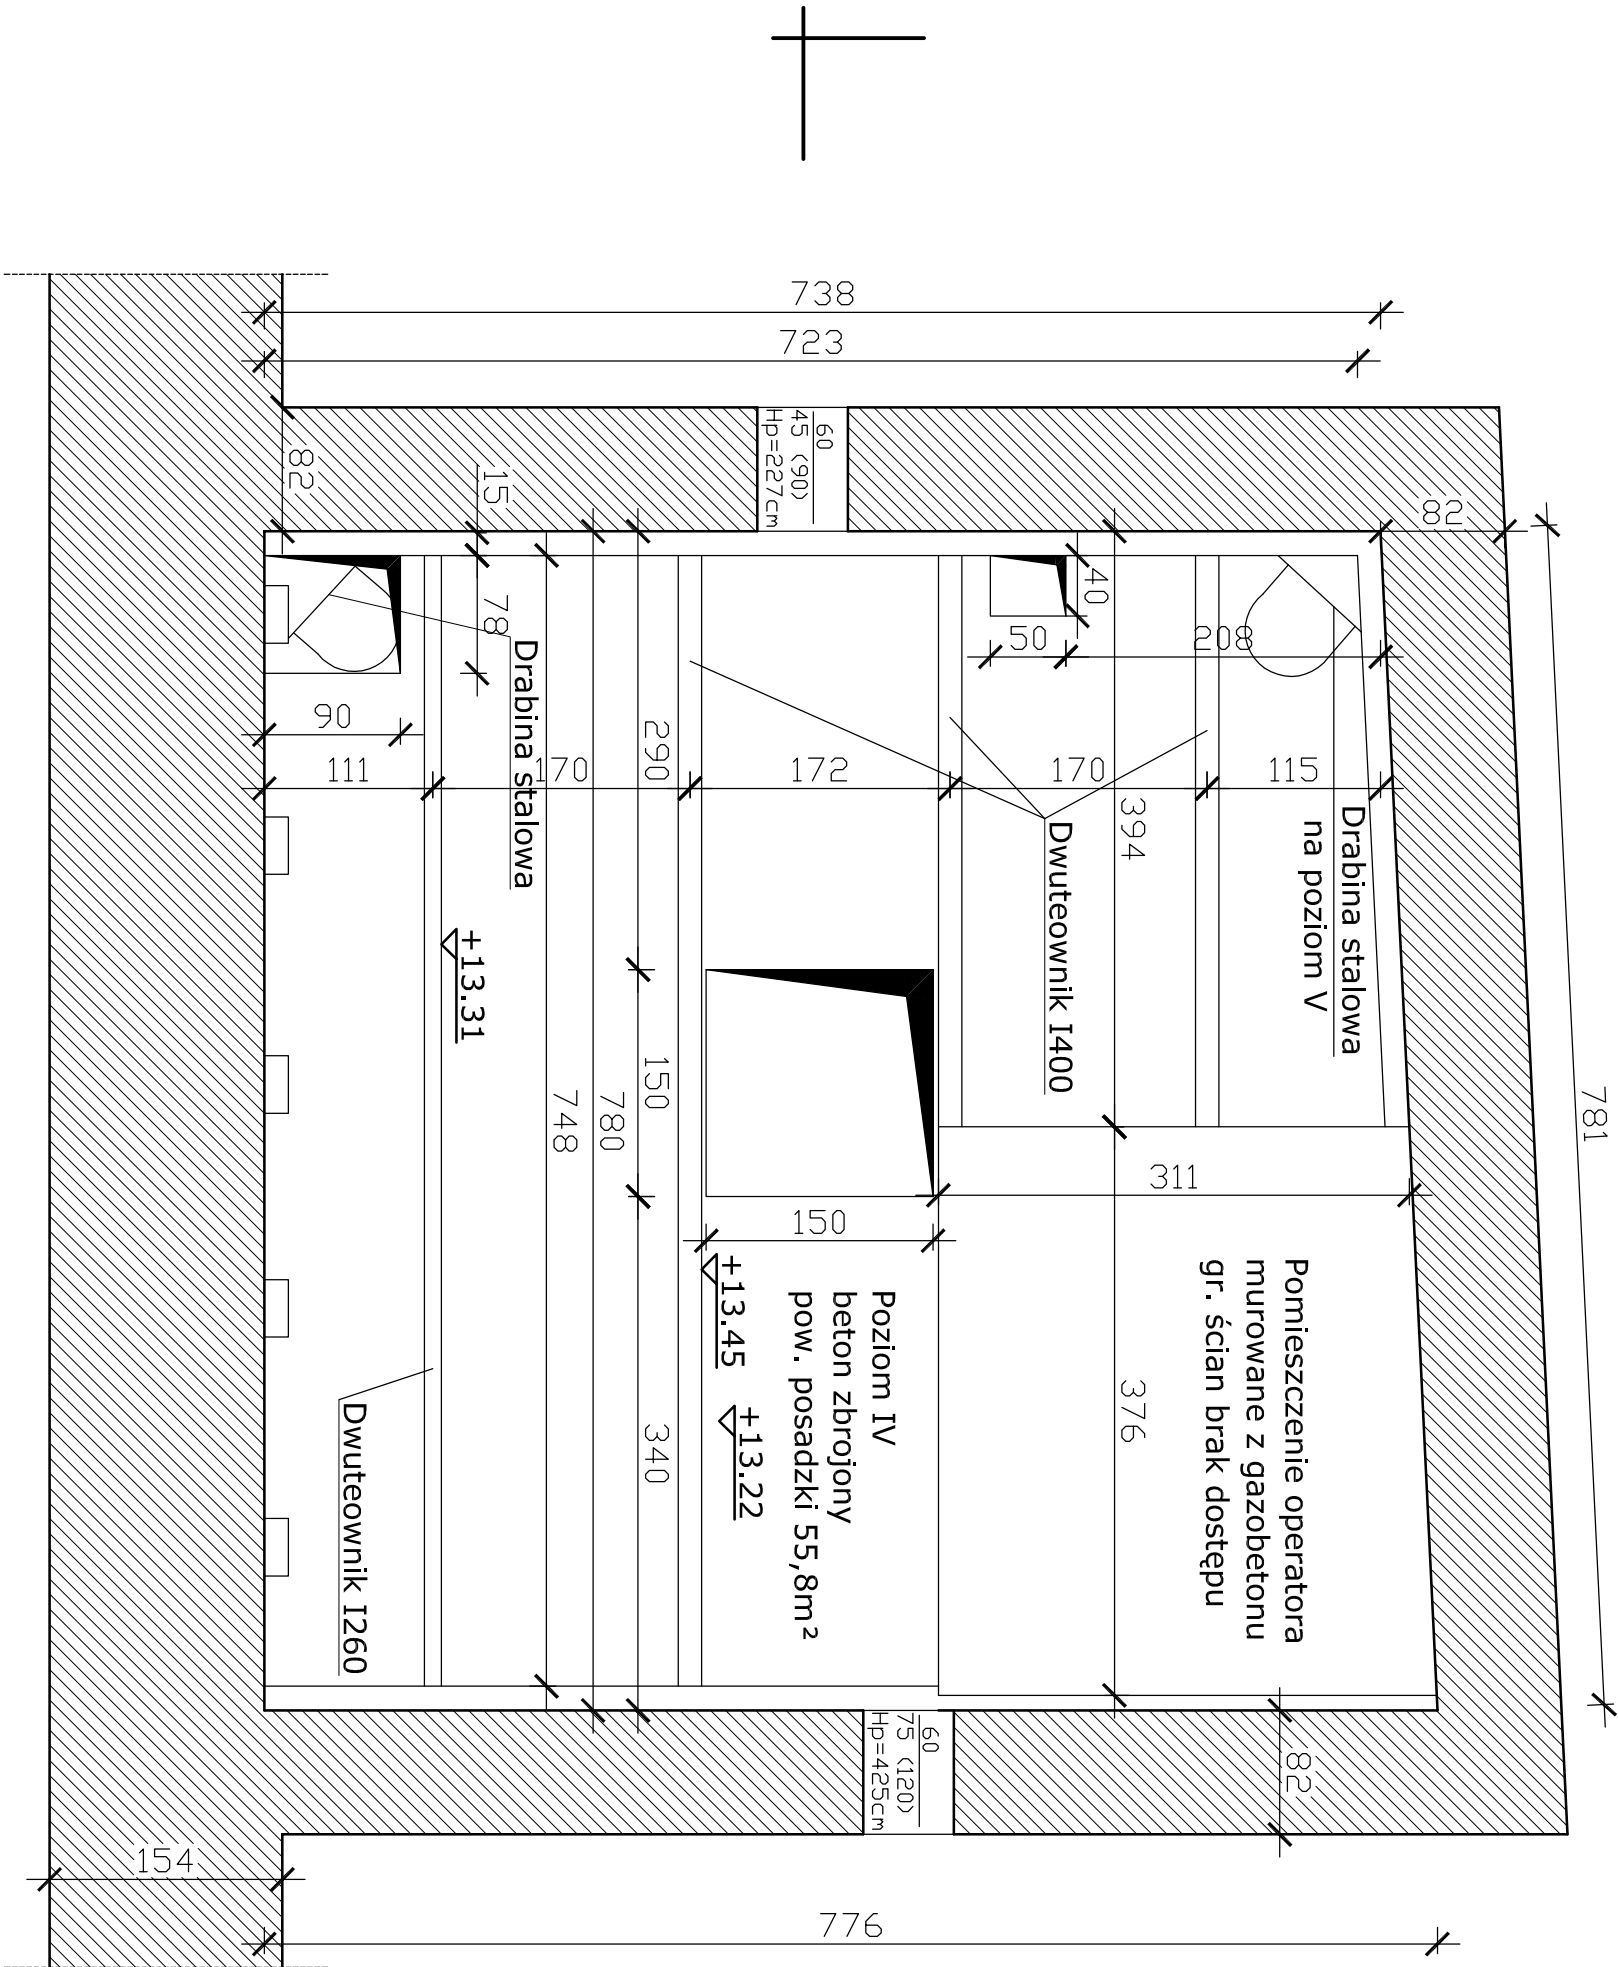 738
723
60
45 (90)
Hp=227cm
82
15
82
78
40
50
208
90
111
170
290
172
170
115
394
781
Drabina stalowa
Dwuteownik I400
Drabina stalowa
na poziom V
+13.31
150
748
780
311
150
+13.45
+13.22
Poziom IV
beton zbrojony
pow. posadzki 55,8m²
Pomieszczenie operatora
murowane z gazobetonu
gr. ścian brak dostępu
376
340
Dwuteownik I260
60
75 (120)
Hp=425cm
82
154
776